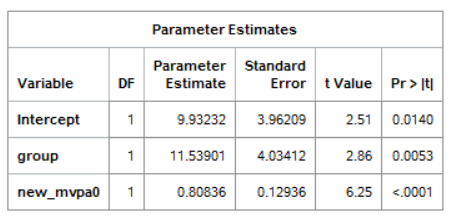 Parameter Estimates
Variable DF Parameter Estimate Standard Error t Value Pr > |t|
Intercept 1 9.93232 3.96209 2.51 0.0140
group 1 11.53901 4.03412 2.86 0.0053
new_mvpa0 1 0.80836 0.12936 6.25 <.0001